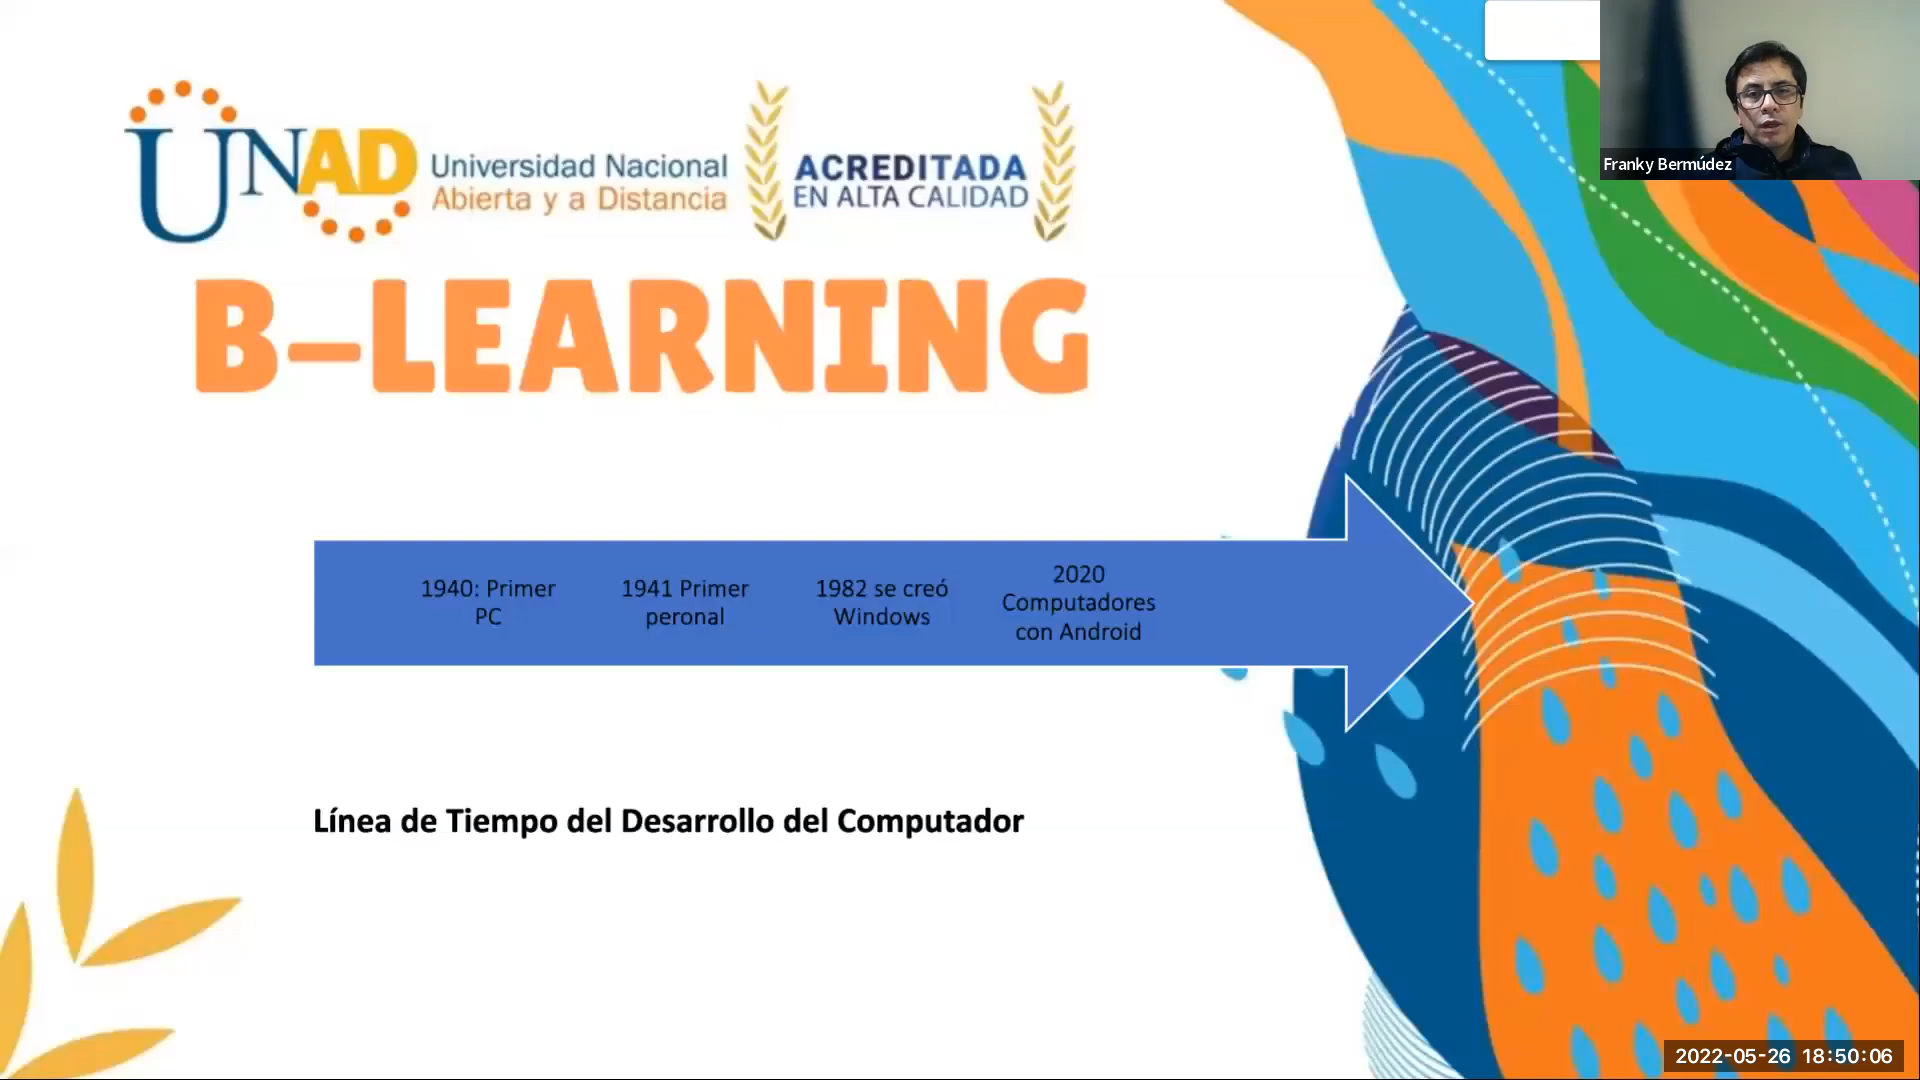 UNAD
Universidad Nacional
Abierta y a Distancia
ACREDITADA
EN ALTA CALIDAD
Franky Bermúdez
B-LEARNING
1940: Primer
PC
1941 Primer
peronal
1982 se creó
Windows
2020
Computadores
con Android
Línea de Tiempo del Desarrollo del Computador
2022-05-26 18:50:06